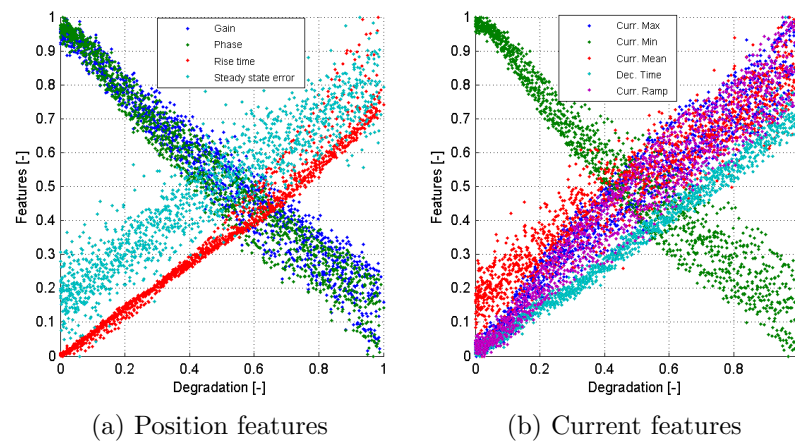 Gain
Phase
Rise time
Steady state error
1
0.9
0.8
0.7
0.6
0.5
0.4
0.3
0.2
0.1
0
Features [-]
0 0.2 0.4 0.6 0.8 1
Degradation [-]
(a) Position features
Curr. Max
Curr. Min
Curr. Mean
Dec. Time
Curr. Ramp
1
0.9
0.8
0.7
0.6
0.5
0.4
0.3
0.2
0.1
0
Features [-]
0 0.2 0.4 0.6 0.8
Degradation [-]
(b) Current features